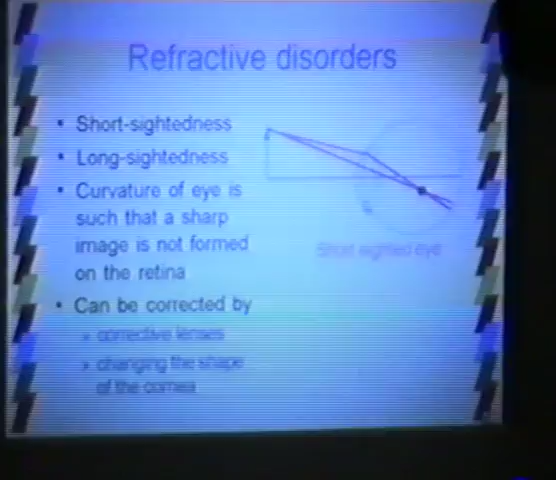 Refractive disorders
• Short-sightedness
• Long-sightedness
• Curvature of eye is
such that a sharp
image is not formed
on the retina
Short sighted eye
• Can be corrected by
» corrective lenses
» changing the shape
of the cornea